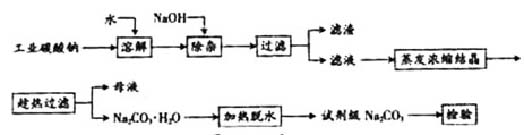 水 NaOH
工业碳酸钠 溶解 除杂 过滤 滤渣
滤液 蒸发浓缩结晶
趁热过滤 母液
Na₂CO₃·H₂O 加热脱水 试剂级 Na₂CO₃ 检验